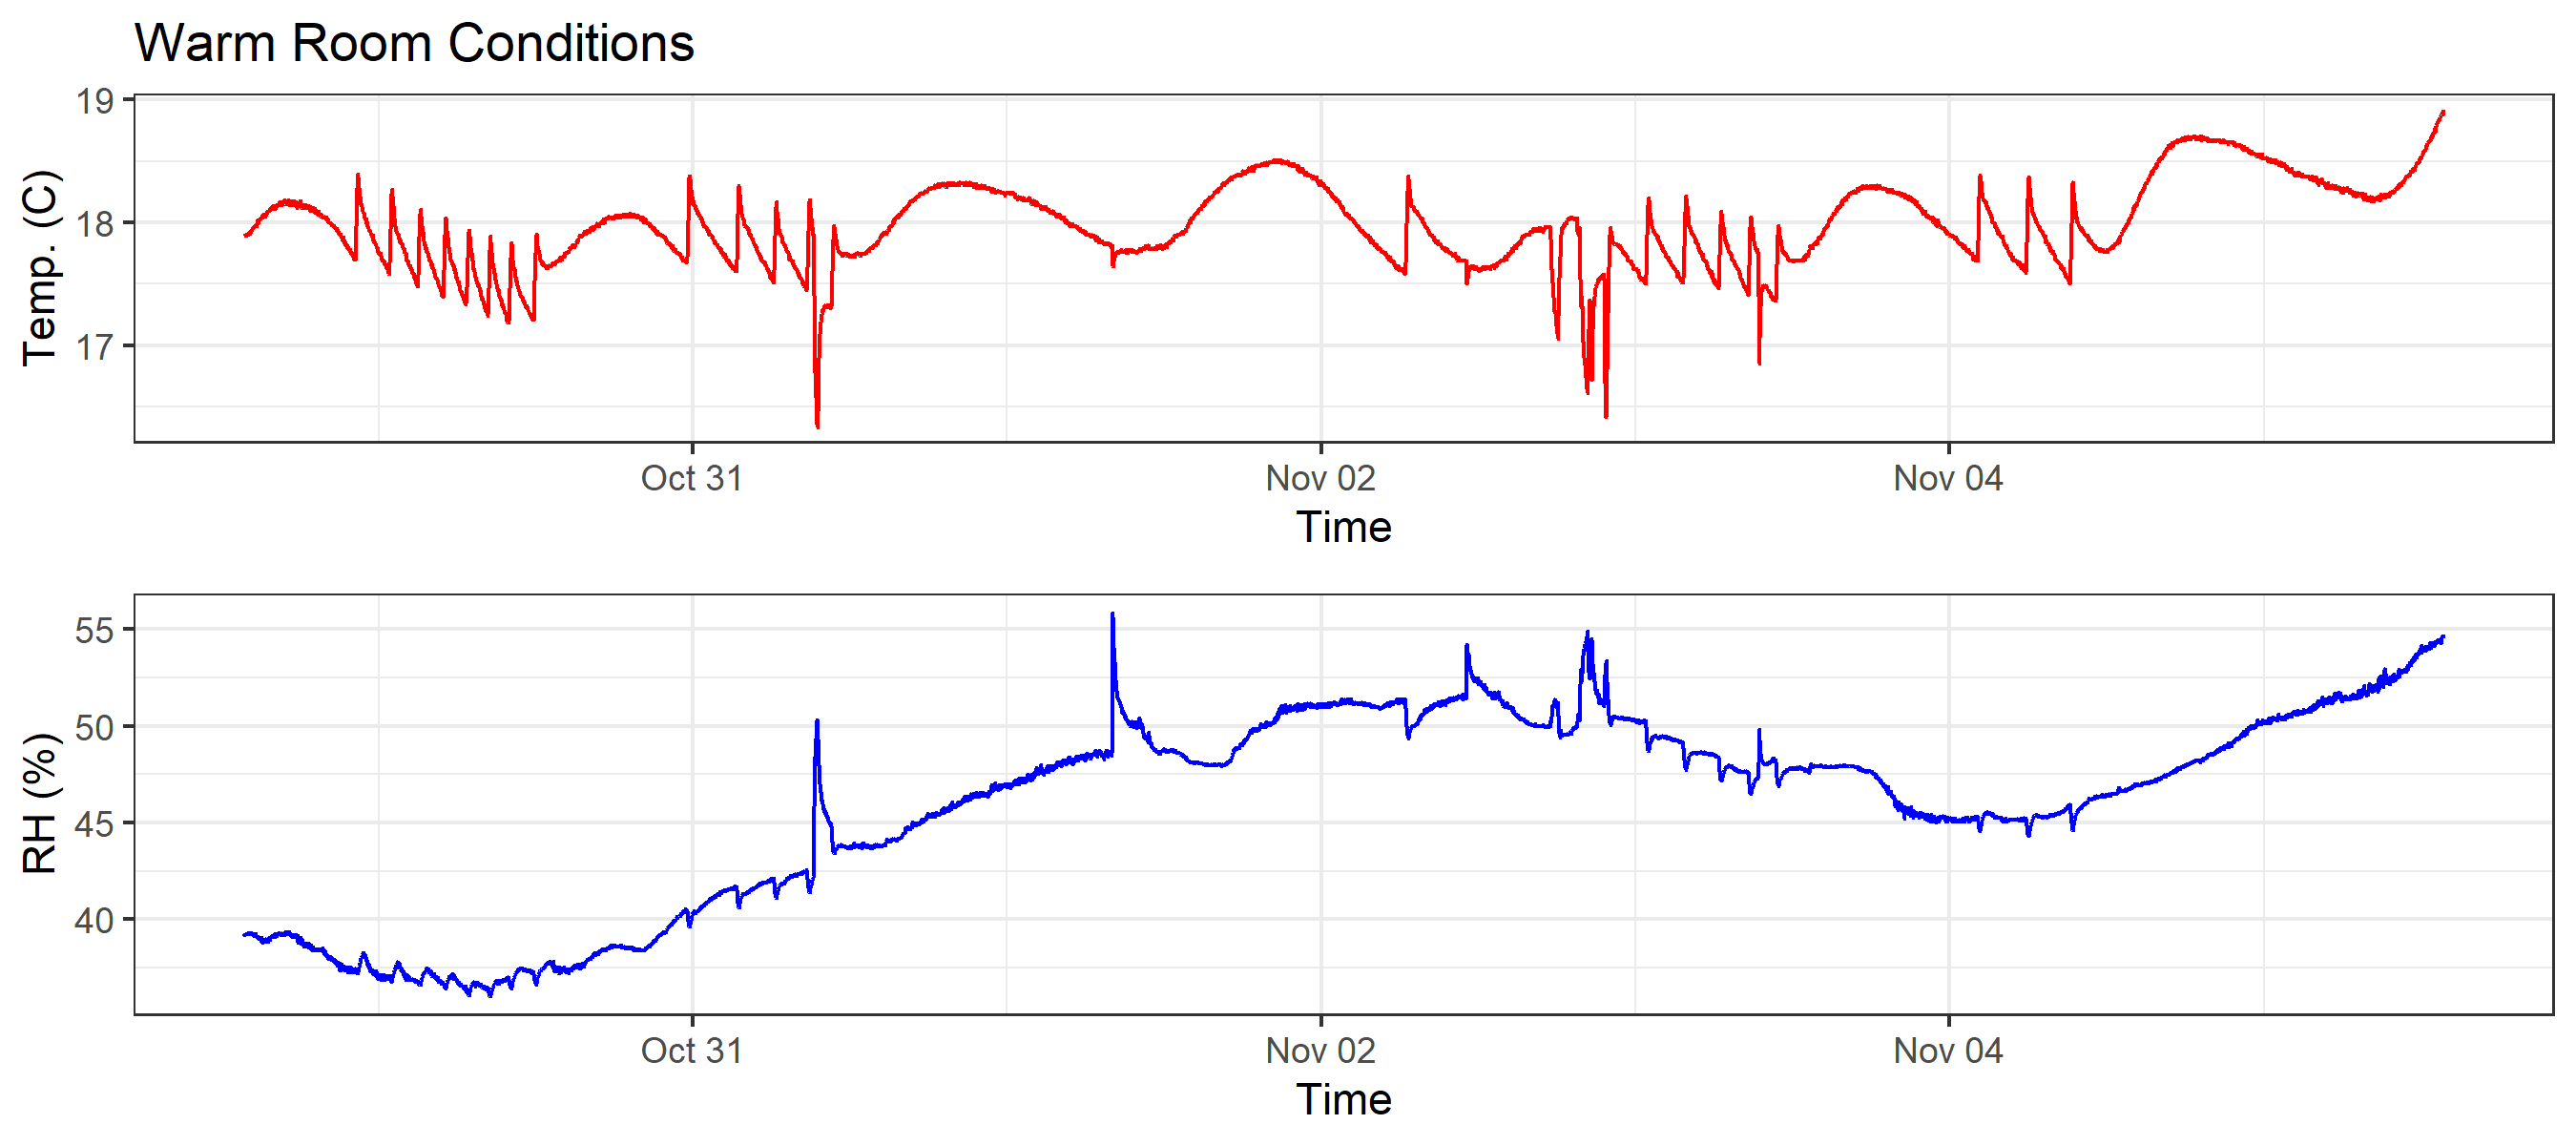 Warm Room Conditions
Temp. (C)
19
18
17
Oct 31
Nov 02
Nov 04
Time
RH (%)
55
50
45
40
Oct 31
Nov 02
Nov 04
Time